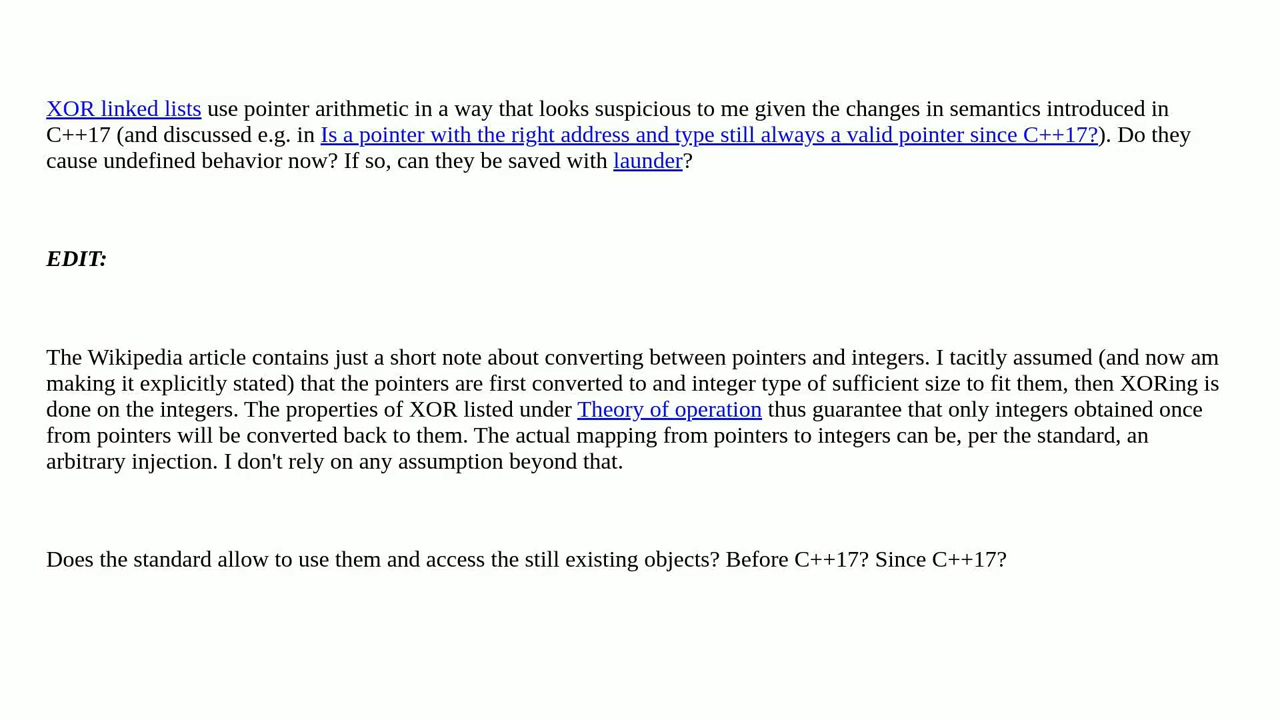 XOR linked lists use pointer arithmetic in a way that looks suspicious to me given the changes in semantics introduced in
C++17 (and discussed e.g. in Is a pointer with the right address and type still always a valid pointer since C++17?). Do they
cause undefined behavior now? If so, can they be saved with launder?
EDIT:
The Wikipedia article contains just a short note about converting between pointers and integers. I tacitly assumed (and now am
making it explicitly stated) that the pointers are first converted to and integer type of sufficient size to fit them, then XORing is
done on the integers. The properties of XOR listed under Theory of operation thus guarantee that only integers obtained once
from pointers will be converted back to them. The actual mapping from pointers to integers can be, per the standard, an
arbitrary injection. I don't rely on any assumption beyond that.
Does the standard allow to use them and access the still existing objects? Before C++17? Since C++17?